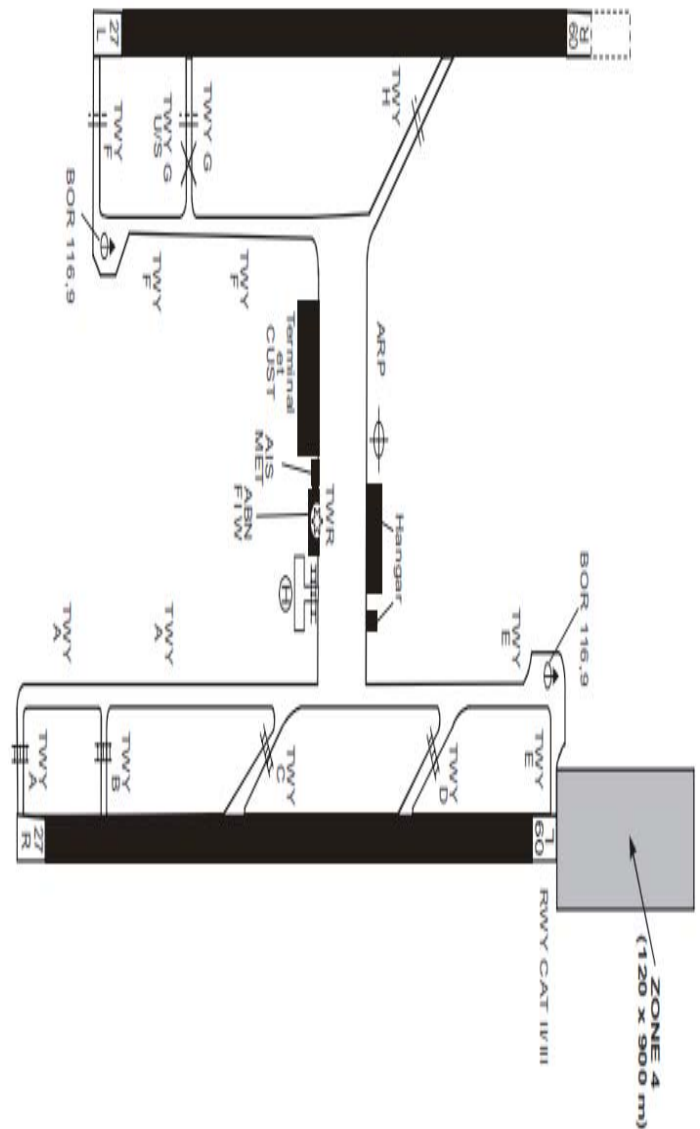 ZONE 4
(120 x 900 m)
RWY CAT II/III
09
L
27
R
TWY
E
TWY
D
TWY
C
TWY
B
TWY
A
BOR 116,9
TWY
E
TWY
A
TWY
A
Hangar
ARP
TWR
H
ABN
FIW
AIS
MET
Terminal
et
CUST
TWY
F
TWY
F
BOR 116,9
TWY
H
TWY G
TWY G
U/S
TWY
F
09
R
27
L